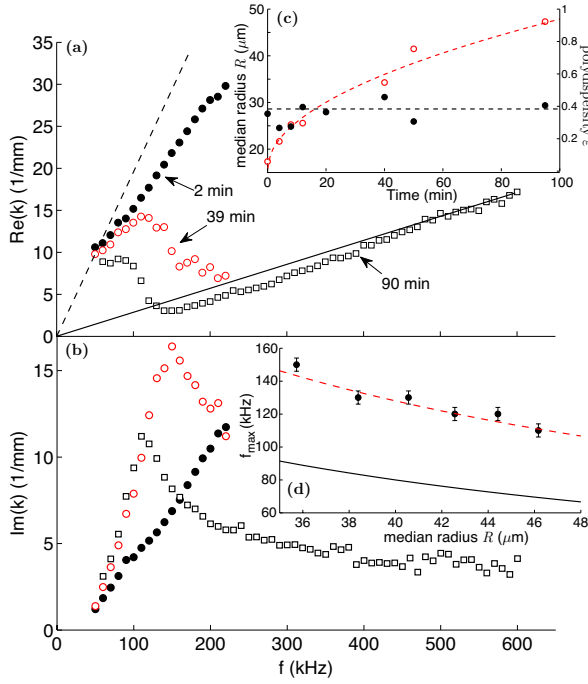 (a)
35
30
25
20
15
10
5
0
Re(k) (1/mm)
2 min
39 min
90 min
(c)
50
40
30
20
median radius R (μm)
1
0.8
0.6
0.4
0.2
polydispersity ε
0 20 40 60 80 100
Time (min)
(b)
15
10
5
0
Im(k) (1/mm)
160
140
120
100
80
60
f_max (kHz)
(d)
36 38 40 42 44 46 48
median radius R (μm)
0 100 200 300 400 500 600
f (kHz)